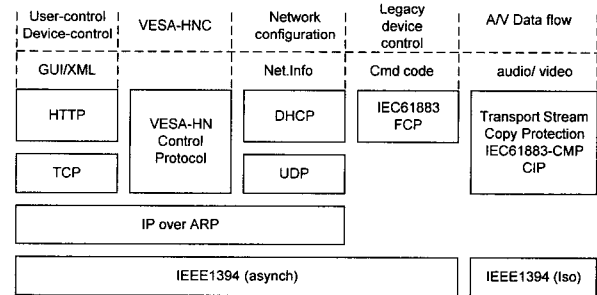 User-control
Device-control
VESA-HNC
Network
configuration
Legacy
device
control
A/V Data flow
GUI/XML
Net.Info
Cmd code
audio/ video
HTTP
VESA-HN
Control
Protocol
DHCP
IEC61883
FCP
Transport Stream
Copy Protection
IEC61883-CMP
CIP
TCP
UDP
IP over ARP
IEEE1394 (asynch)
IEEE1394 (Iso)